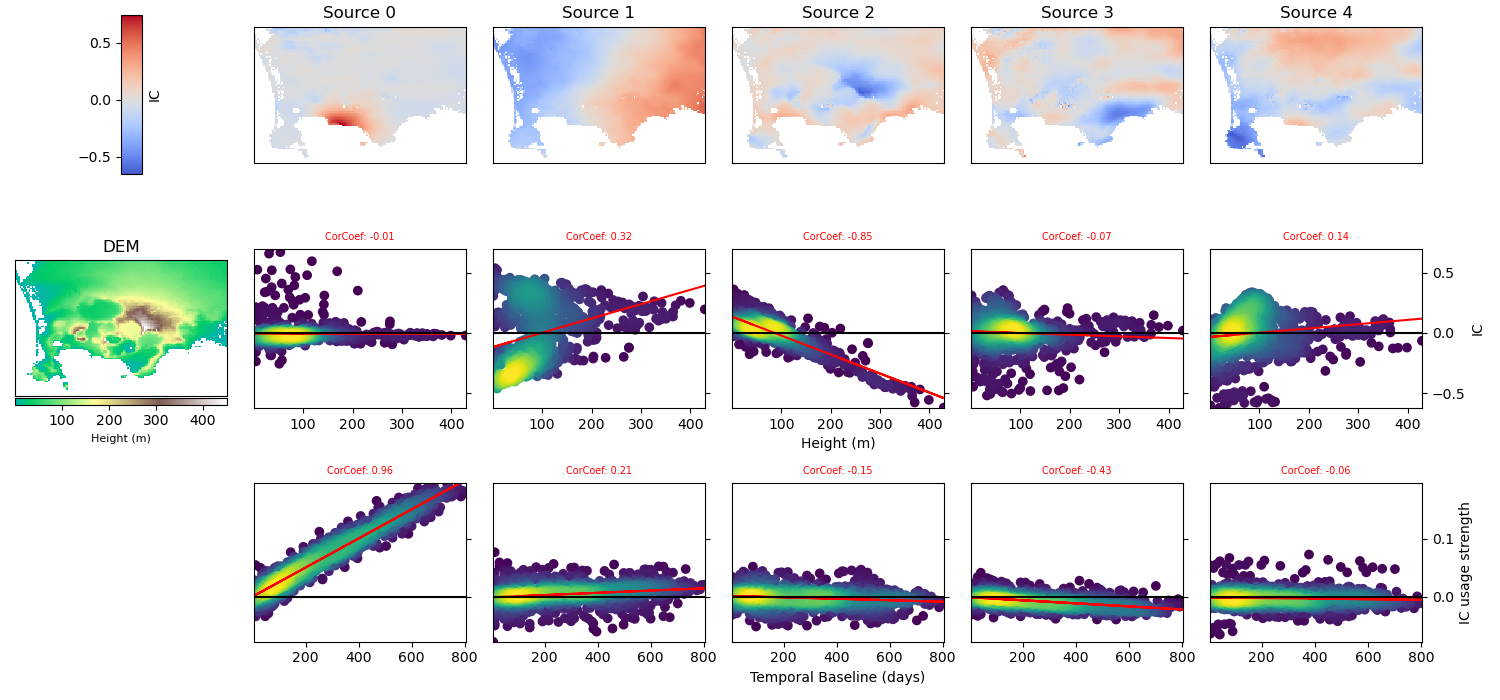 Source 0 Source 1 Source 2 Source 3 Source 4
0.5
0.0
−0.5
IC
DEM
100 200 300 400
Height (m)
CorCoef: -0.01 CorCoef: 0.32 CorCoef: -0.85 CorCoef: -0.07 CorCoef: 0.14
0.5
0.0
−0.5
IC
100 200 300 400 100 200 300 400 100 200 300 400 100 200 300 400 100 200 300 400
Height (m)
CorCoef: 0.96 CorCoef: 0.21 CorCoef: -0.15 CorCoef: -0.43 CorCoef: -0.06
0.1
0.0
IC usage strength
200 400 600 800 200 400 600 800 200 400 600 800 200 400 600 800 200 400 600 800
Temporal Baseline (days)